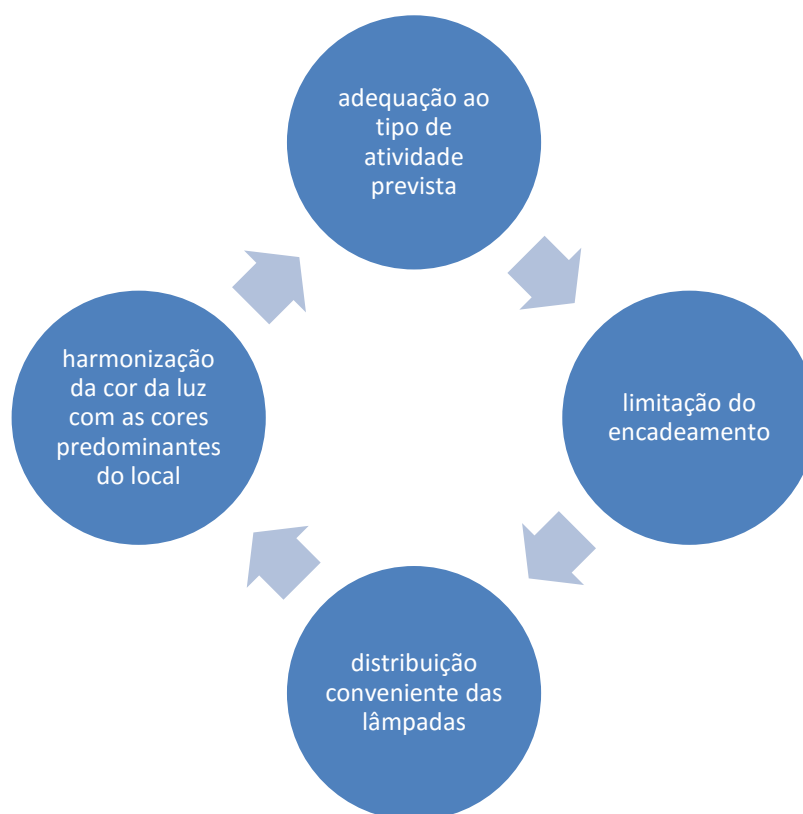 adequação ao
tipo de
atividade
prevista
limitação do
encadeamento
distribuição
conveniente das
lâmpadas
harmonização
da cor da luz
com as cores
predominantes
do local